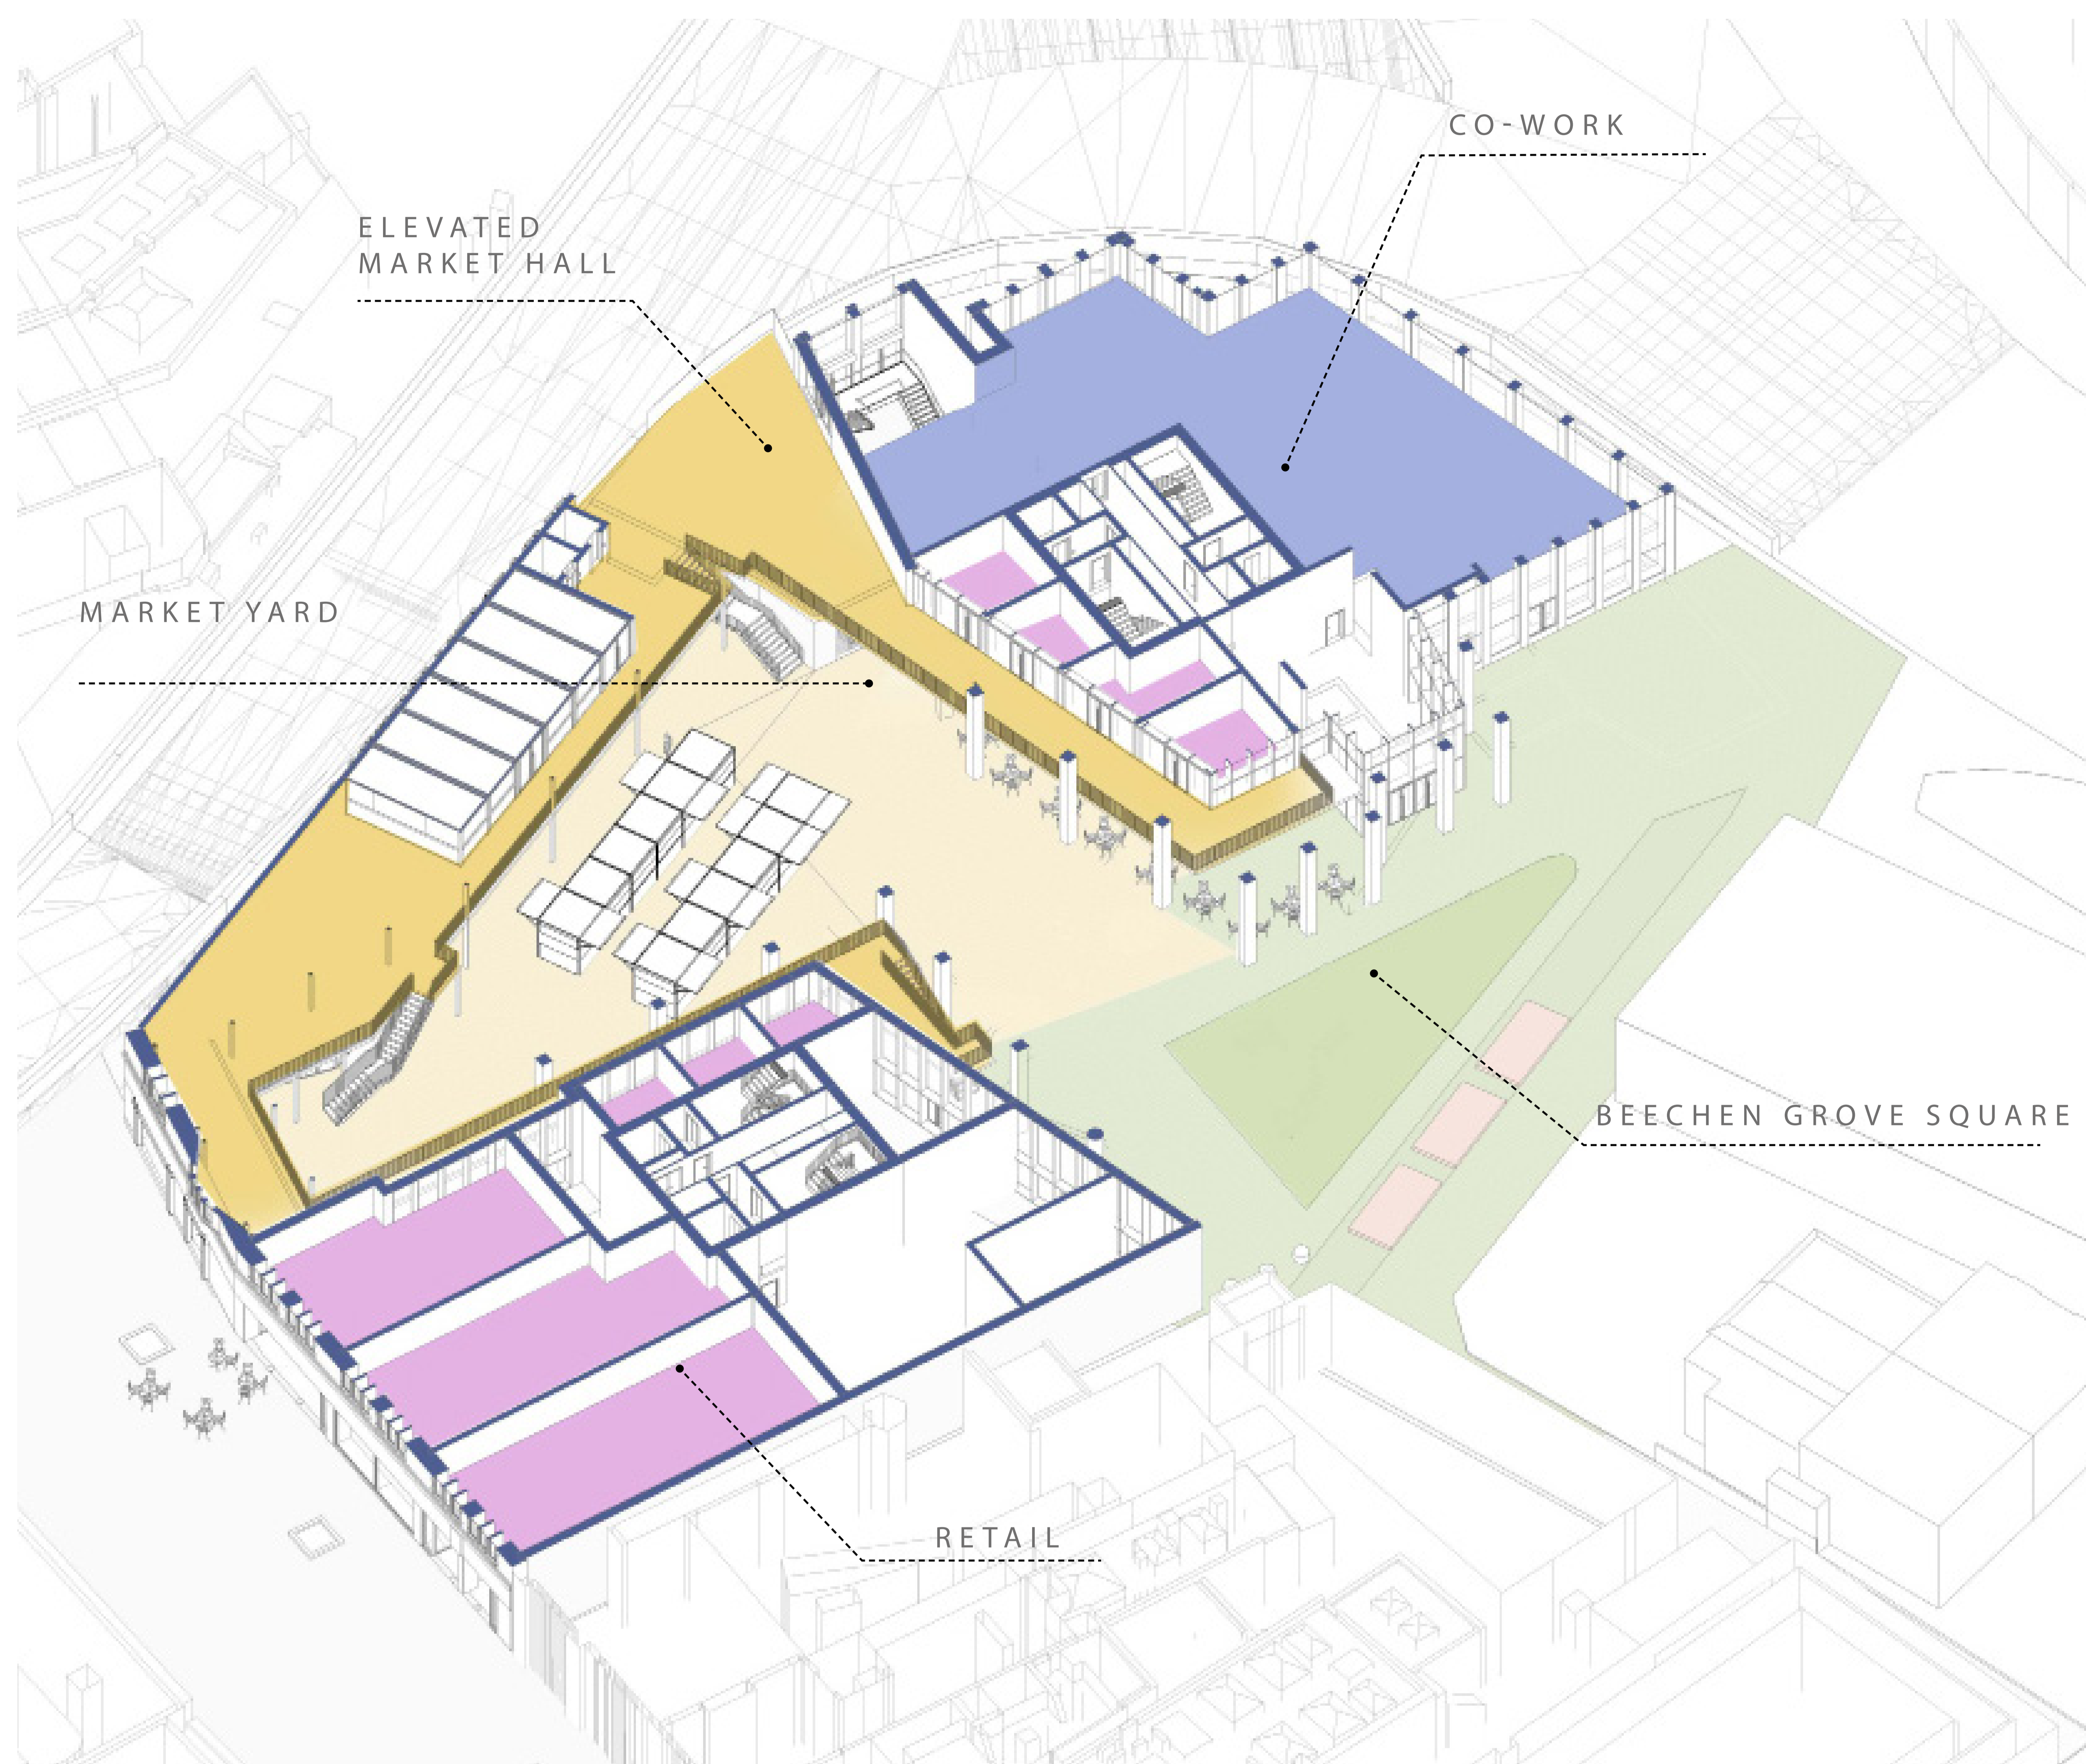 CO-WORK
ELEVATED
MARKET HALL
MARKET YARD
BEECHEN GROVE SQUARE
RETAIL